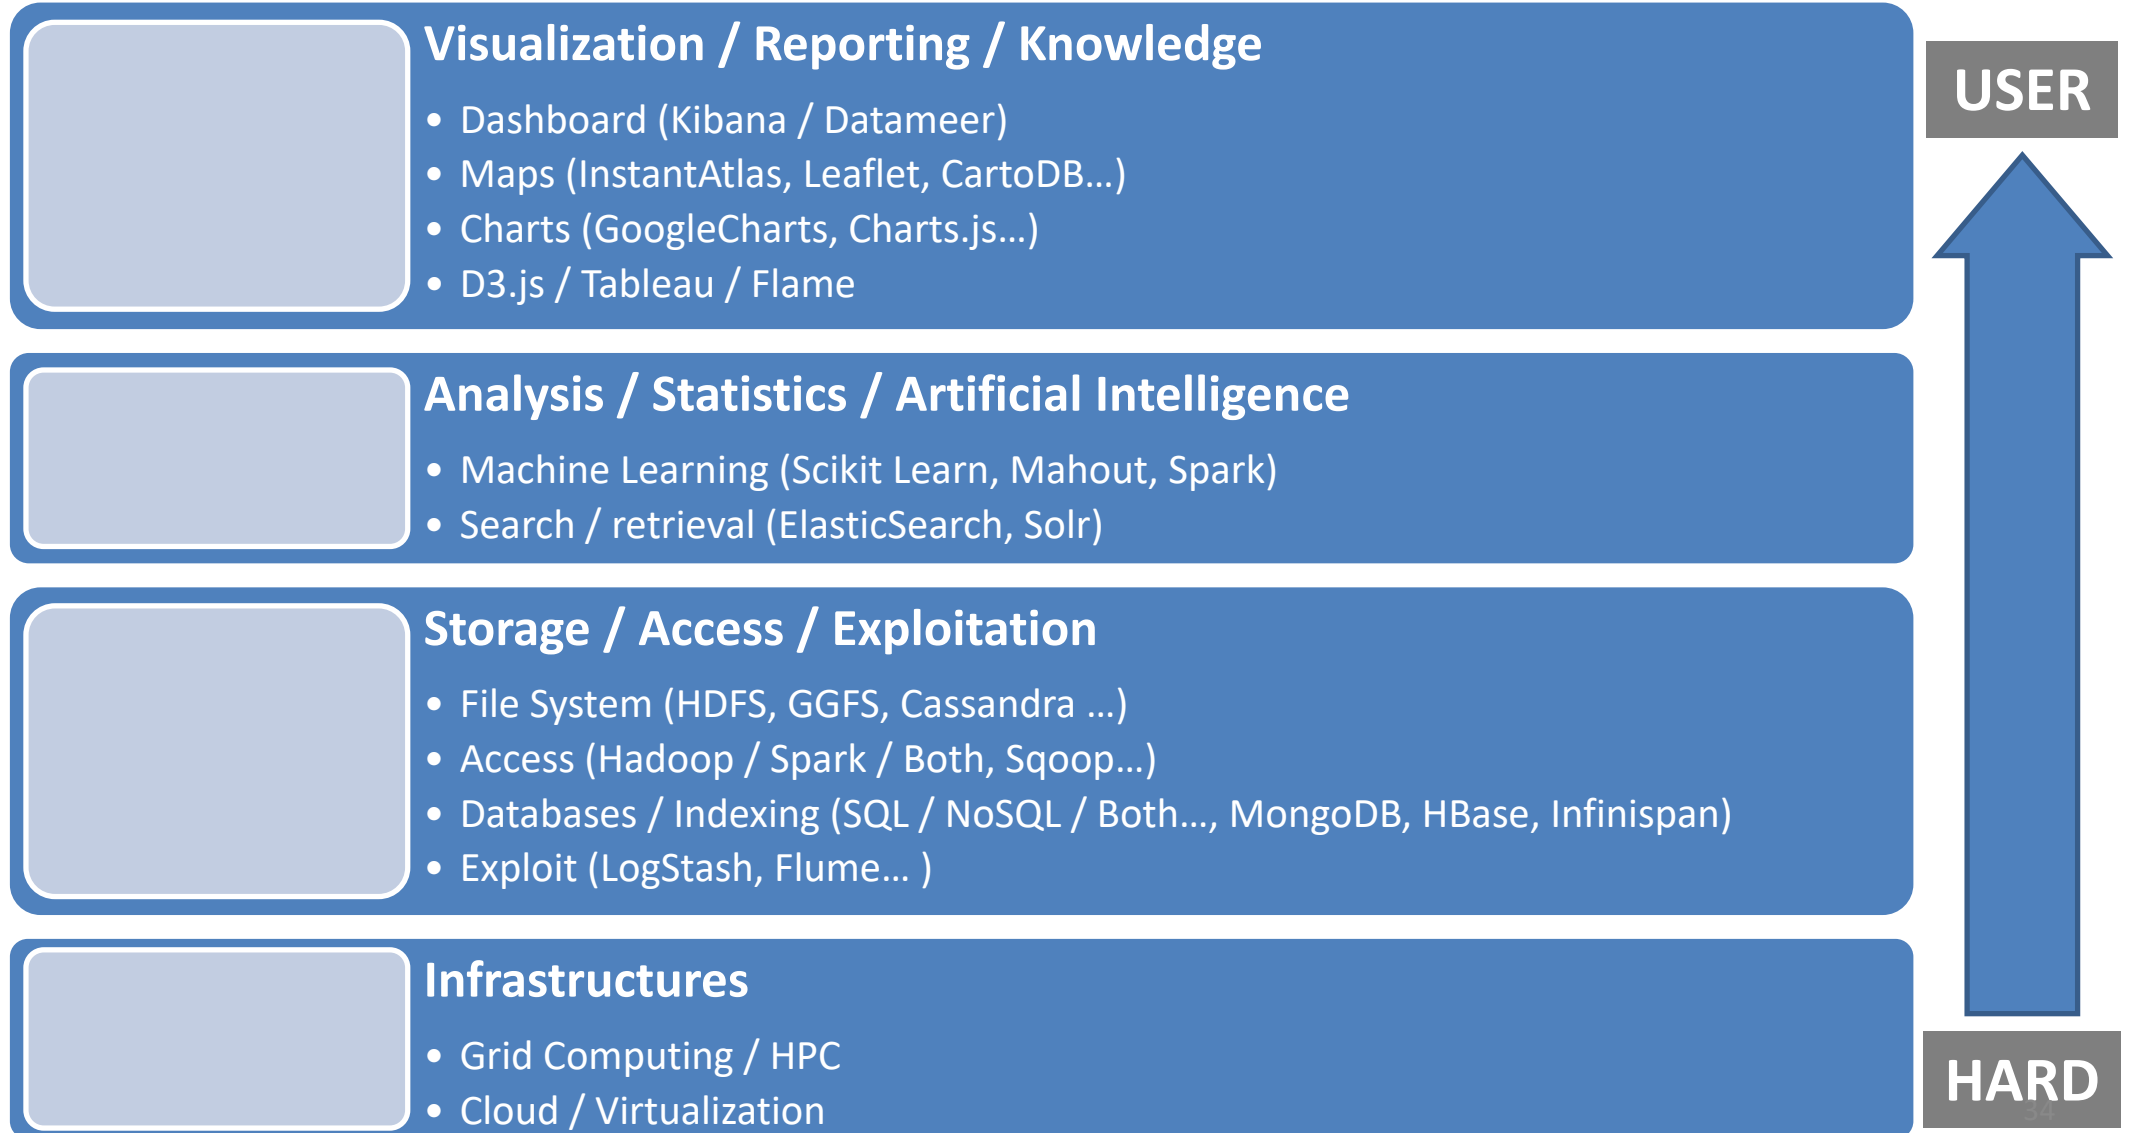 Visualization / Reporting / Knowledge
• Dashboard (Kibana / Datameer)
• Maps (InstantAtlas, Leaflet, CartoDB…)
• Charts (GoogleCharts, Charts.js…)
• D3.js / Tableau / Flame
USER
Analysis / Statistics / Artificial Intelligence
• Machine Learning (Scikit Learn, Mahout, Spark)
• Search / retrieval (ElasticSearch, Solr)
Storage / Access / Exploitation
• File System (HDFS, GGFS, Cassandra …)
• Access (Hadoop / Spark / Both, Sqoop…)
• Databases / Indexing (SQL / NoSQL / Both…, MongoDB, HBase, Infinispan)
• Exploit (LogStash, Flume… )
Infrastructures
• Grid Computing / HPC
• Cloud / Virtualization
HARD
34